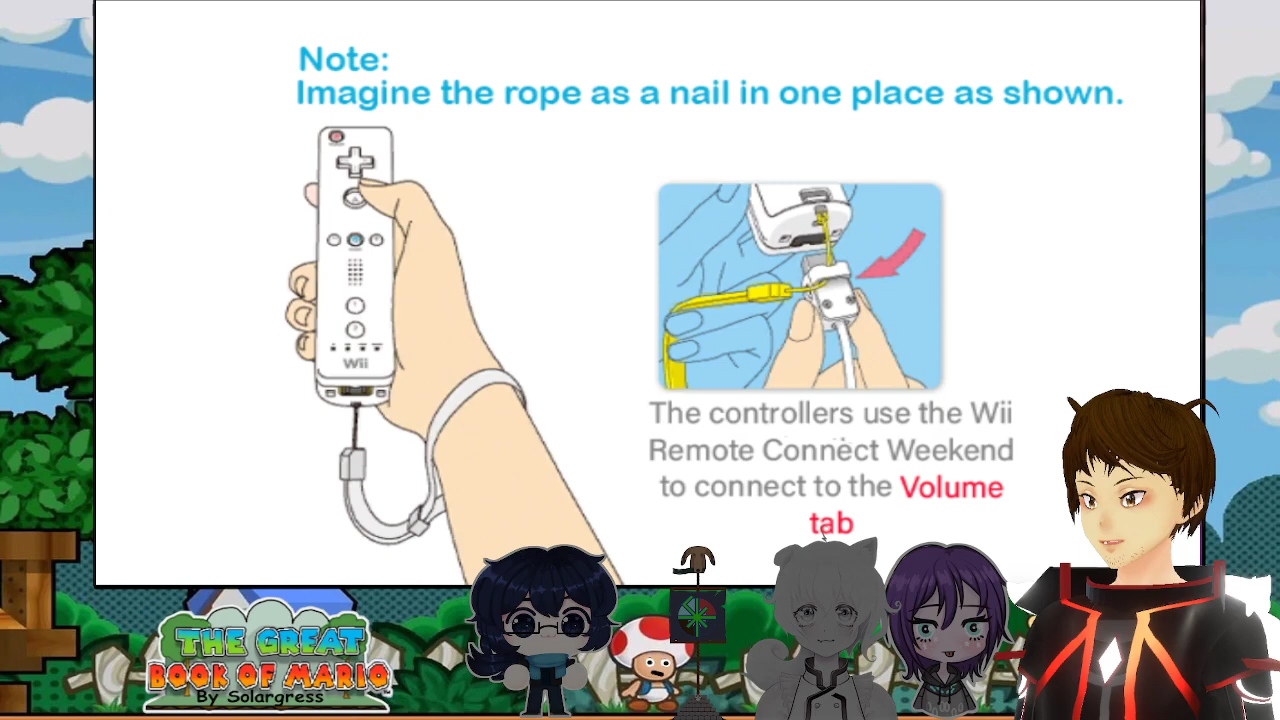 Note:
Imagine the rope as a nail in one place as shown.
Wii
The controllers use the Wii
Remote Connect Weekend
to connect to the Volume
tab
THE GREAT
BOOK OF MARIO
By Solargress